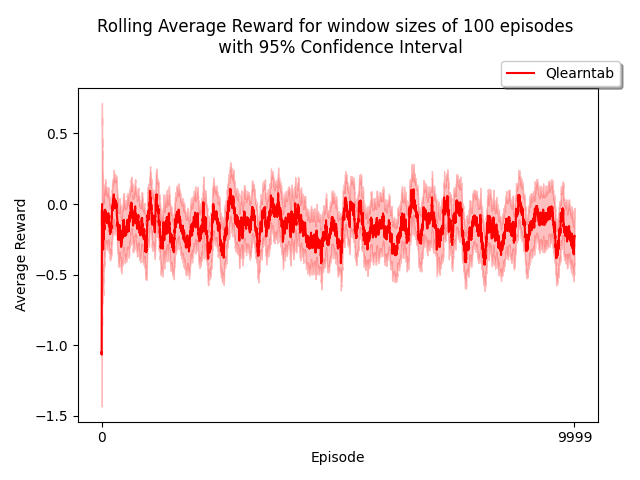 Rolling Average Reward for window sizes of 100 episodes
with 95% Confidence Interval
Qlearntab
Average Reward
0.5
0.0
−0.5
−1.0
−1.5
0
9999
Episode